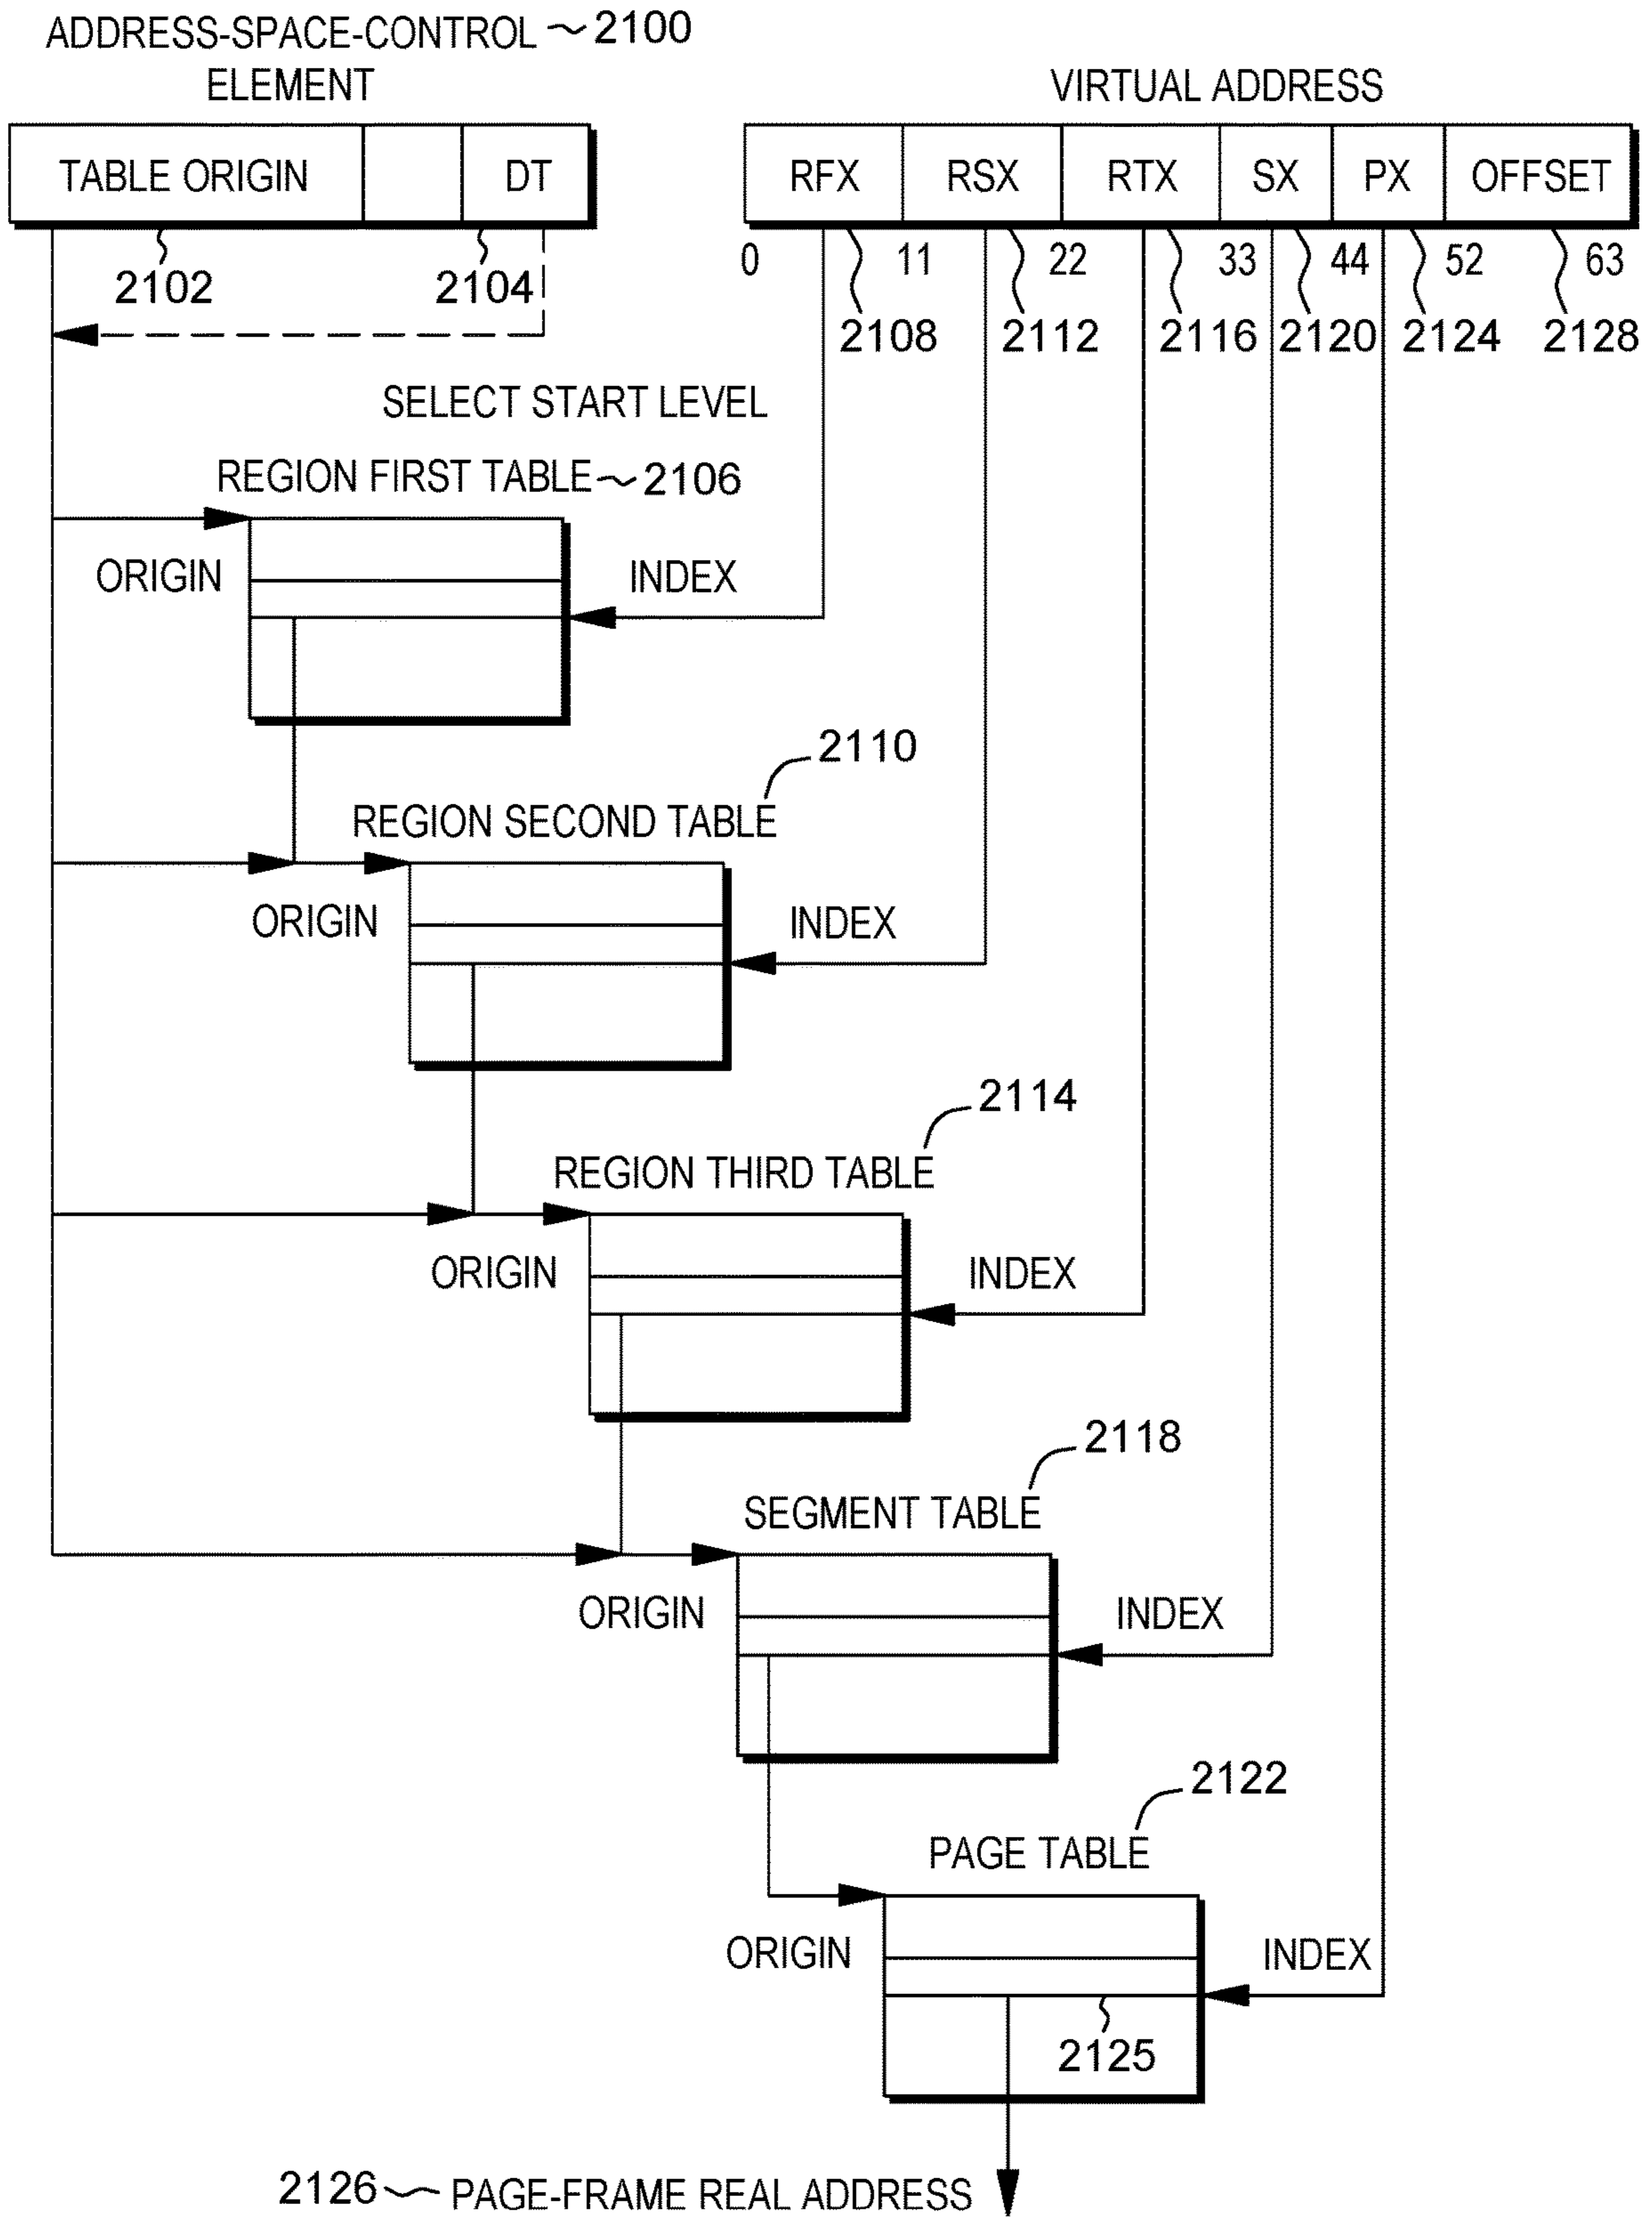 ADDRESS-SPACE-CONTROL 2100
ELEMENT
VIRTUAL ADDRESS
TABLE ORIGIN DT
RFX RSX RTX SX PX OFFSET
0 11 22 33 44 52 63
2102 2104
2108 2112 2116 2120 2124 2128
SELECT START LEVEL
REGION FIRST TABLE 2106
ORIGIN INDEX
2110
REGION SECOND TABLE
ORIGIN INDEX
2114
REGION THIRD TABLE
ORIGIN INDEX
2118
SEGMENT TABLE
ORIGIN INDEX
2122
PAGE TABLE
ORIGIN INDEX
2125
2126 PAGE-FRAME REAL ADDRESS